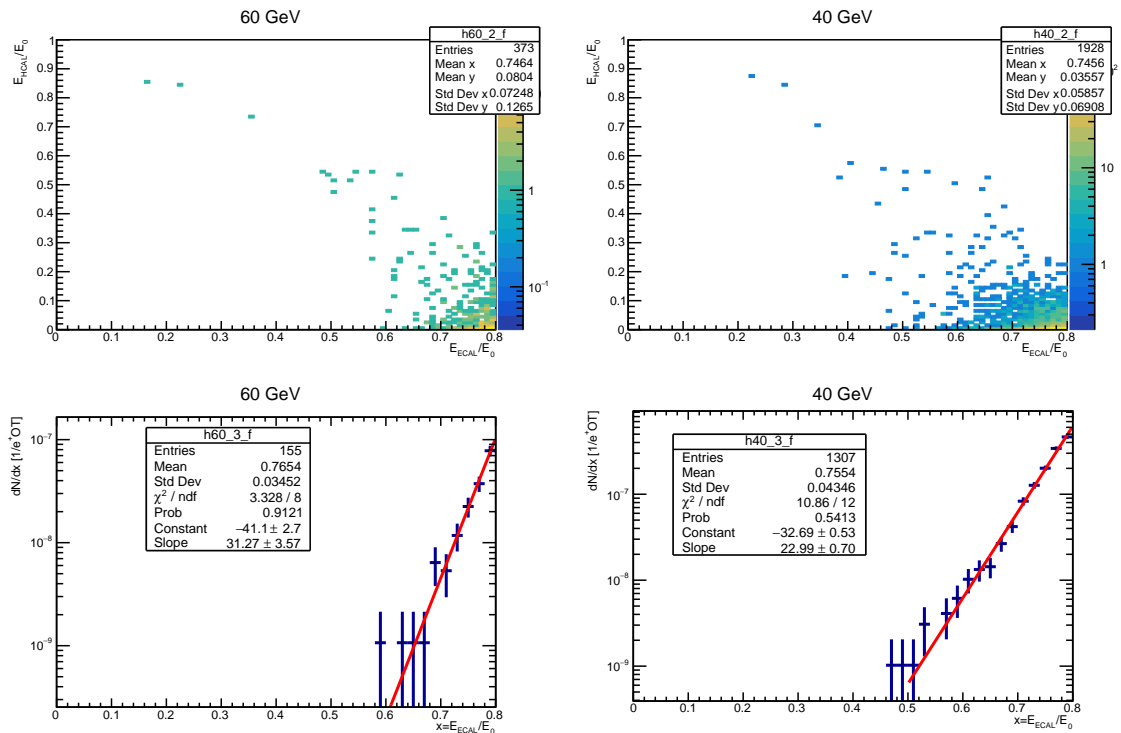 60 GeV
E_HCAL/E_0
h60_2_f
Entries 373
Mean x 0.7464
Mean y 0.0804
Std Dev x 0.07248
Std Dev y 0.1265
1
0.9
0.8
0.7
0.6
0.5
0.4
0.3
0.2
0.1
0
1
10^−1
0 0.1 0.2 0.3 0.4 0.5 0.6 0.7 0.8
E_ECAL/E_0
40 GeV
E_HCAL/E_0
h40_2_f
Entries 1928
Mean x 0.7456
Mean y 0.03557
Std Dev x 0.05857
Std Dev y 0.06908
1
0.9
0.8
0.7
0.6
0.5
0.4
0.3
0.2
0.1
0
2
10
1
0 0.1 0.2 0.3 0.4 0.5 0.6 0.7 0.8
E_ECAL/E_0
60 GeV
dN/dx [1/e^+OT]
h60_3_f
Entries 155
Mean 0.7654
Std Dev 0.03452
χ^2 / ndf 3.328 / 8
Prob 0.9121
Constant −41.1 ± 2.7
Slope 31.27 ± 3.57
10^−7
10^−8
10^−9
0 0.1 0.2 0.3 0.4 0.5 0.6 0.7 0.8
x=E_ECAL/E_0
40 GeV
dN/dx [1/e^+OT]
h40_3_f
Entries 1307
Mean 0.7554
Std Dev 0.04346
χ^2 / ndf 10.86 / 12
Prob 0.5413
Constant −32.69 ± 0.53
Slope 22.99 ± 0.70
10^−7
10^−8
10^−9
0 0.1 0.2 0.3 0.4 0.5 0.6 0.7 0.8
x=E_ECAL/E_0